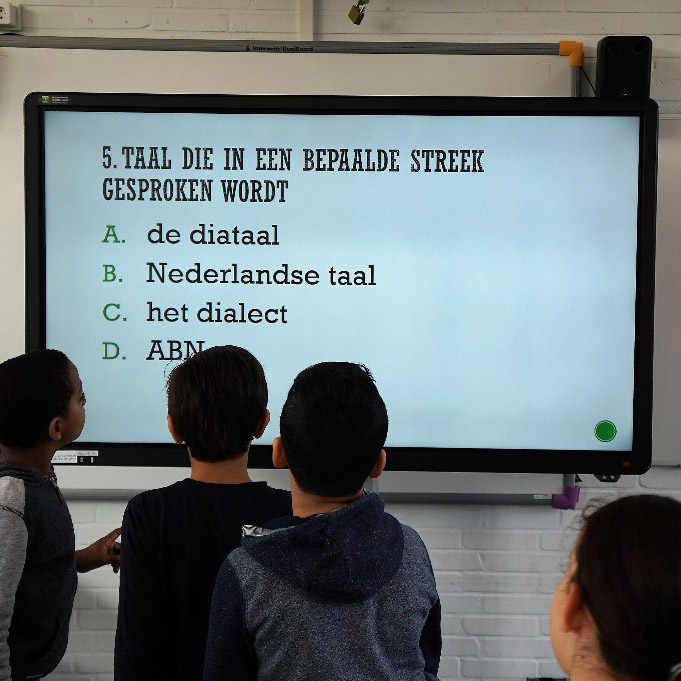 5. TAAL DIE IN EEN BEPAALDE STREEK
GESPROKEN WORDT
A. de diataal
B. Nederlandse taal
C. het dialect
D. ABN